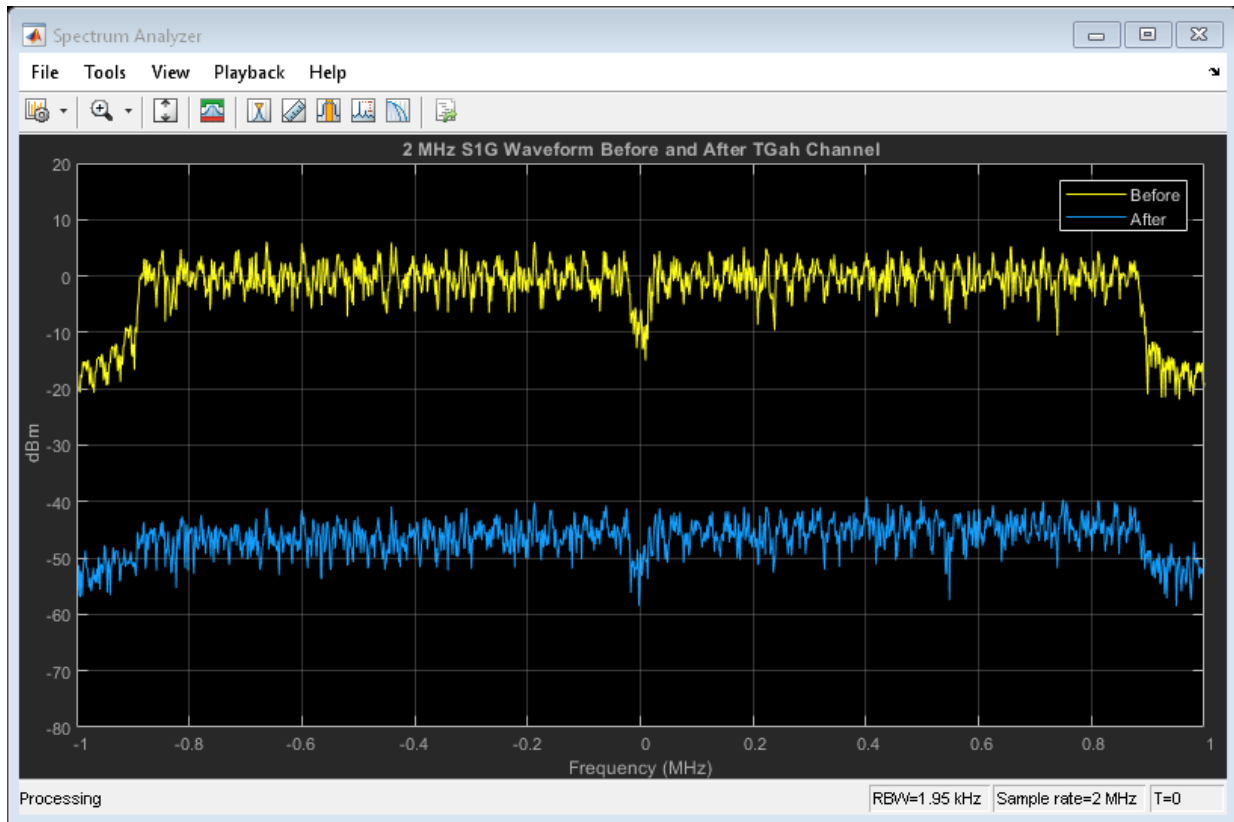 Spectrum Analyzer
File Tools View Playback Help
2 MHz S1G Waveform Before and After TGah Channel
Before
After
20
10
0
-10
-20
-30
-40
-50
-60
-70
-80
dBm
-1 -0.8 -0.6 -0.4 -0.2 0 0.2 0.4 0.6 0.8 1
Frequency (MHz)
Processing RBW=1.95 kHz Sample rate=2 MHz T=0